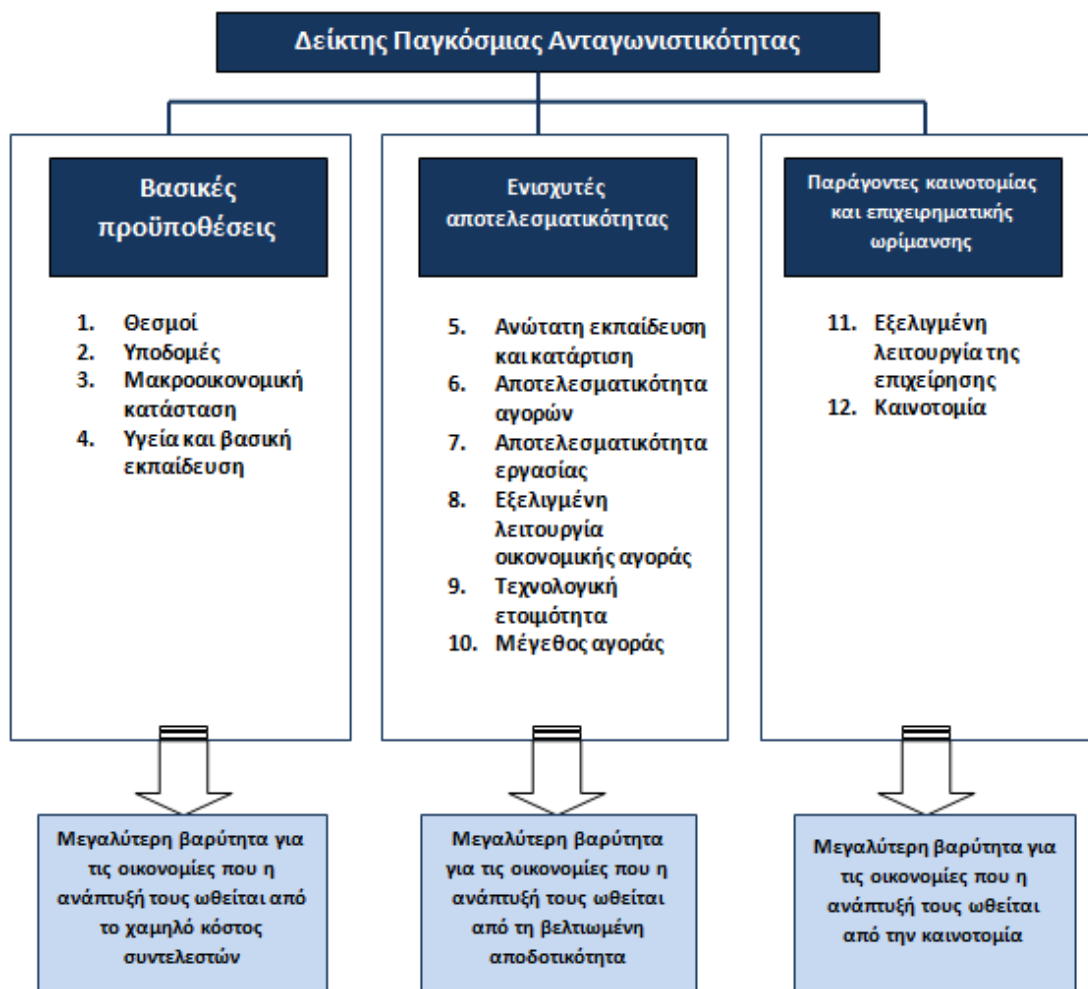 Δείκτης Παγκόσμιας Ανταγωνιστικότητας
Βασικές
προϋποθέσεις
1. Θεσμοί
2. Υποδομές
3. Μακροοικονομική
κατάσταση
4. Υγεία και βασική
εκπαίδευση
Μεγαλύτερη βαρύτητα για
τις οικονομίες που η
ανάπτυξή τους ωθείται από
το χαμηλό κόστος
συντελεστών
Ενισχυτές
αποτελεσματικότητας
5. Ανώτατη εκπαίδευση
και κατάρτιση
6. Αποτελεσματικότητα
αγορών
7. Αποτελεσματικότητα
εργασίας
8. Εξελιγμένη
λειτουργία
οικονομικής αγοράς
9. Τεχνολογική
ετοιμότητα
10. Μέγεθος αγοράς
Μεγαλύτερη βαρύτητα
για τις οικονομίες που η
ανάπτυξή τους ωθείται
από τη βελτιωμένη
αποδοτικότητα
Παράγοντες καινοτομίας
και επιχειρηματικής
ωρίμανσης
11. Εξελιγμένη
λειτουργία της
επιχείρησης
12. Καινοτομία
Μεγαλύτερη βαρύτητα για
τις οικονομίες που η
ανάπτυξή τους ωθείται
από την καινοτομία